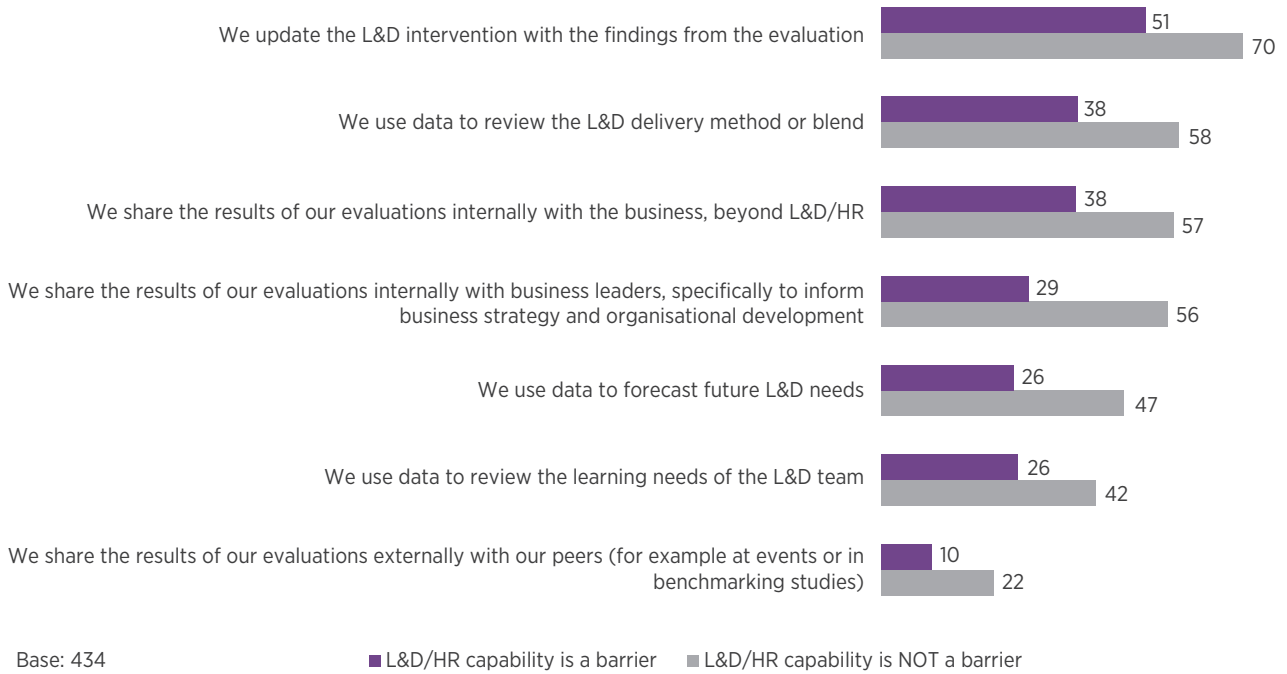 We update the L&D intervention with the findings from the evaluation
51
70
We use data to review the L&D delivery method or blend
38
58
We share the results of our evaluations internally with the business, beyond L&D/HR
38
57
We share the results of our evaluations internally with business leaders, specifically to inform
business strategy and organisational development
29
56
We use data to forecast future L&D needs
26
47
We use data to review the learning needs of the L&D team
26
42
We share the results of our evaluations externally with our peers (for example at events or in
benchmarking studies)
10
22
Base: 434
L&D/HR capability is a barrier
L&D/HR capability is NOT a barrier